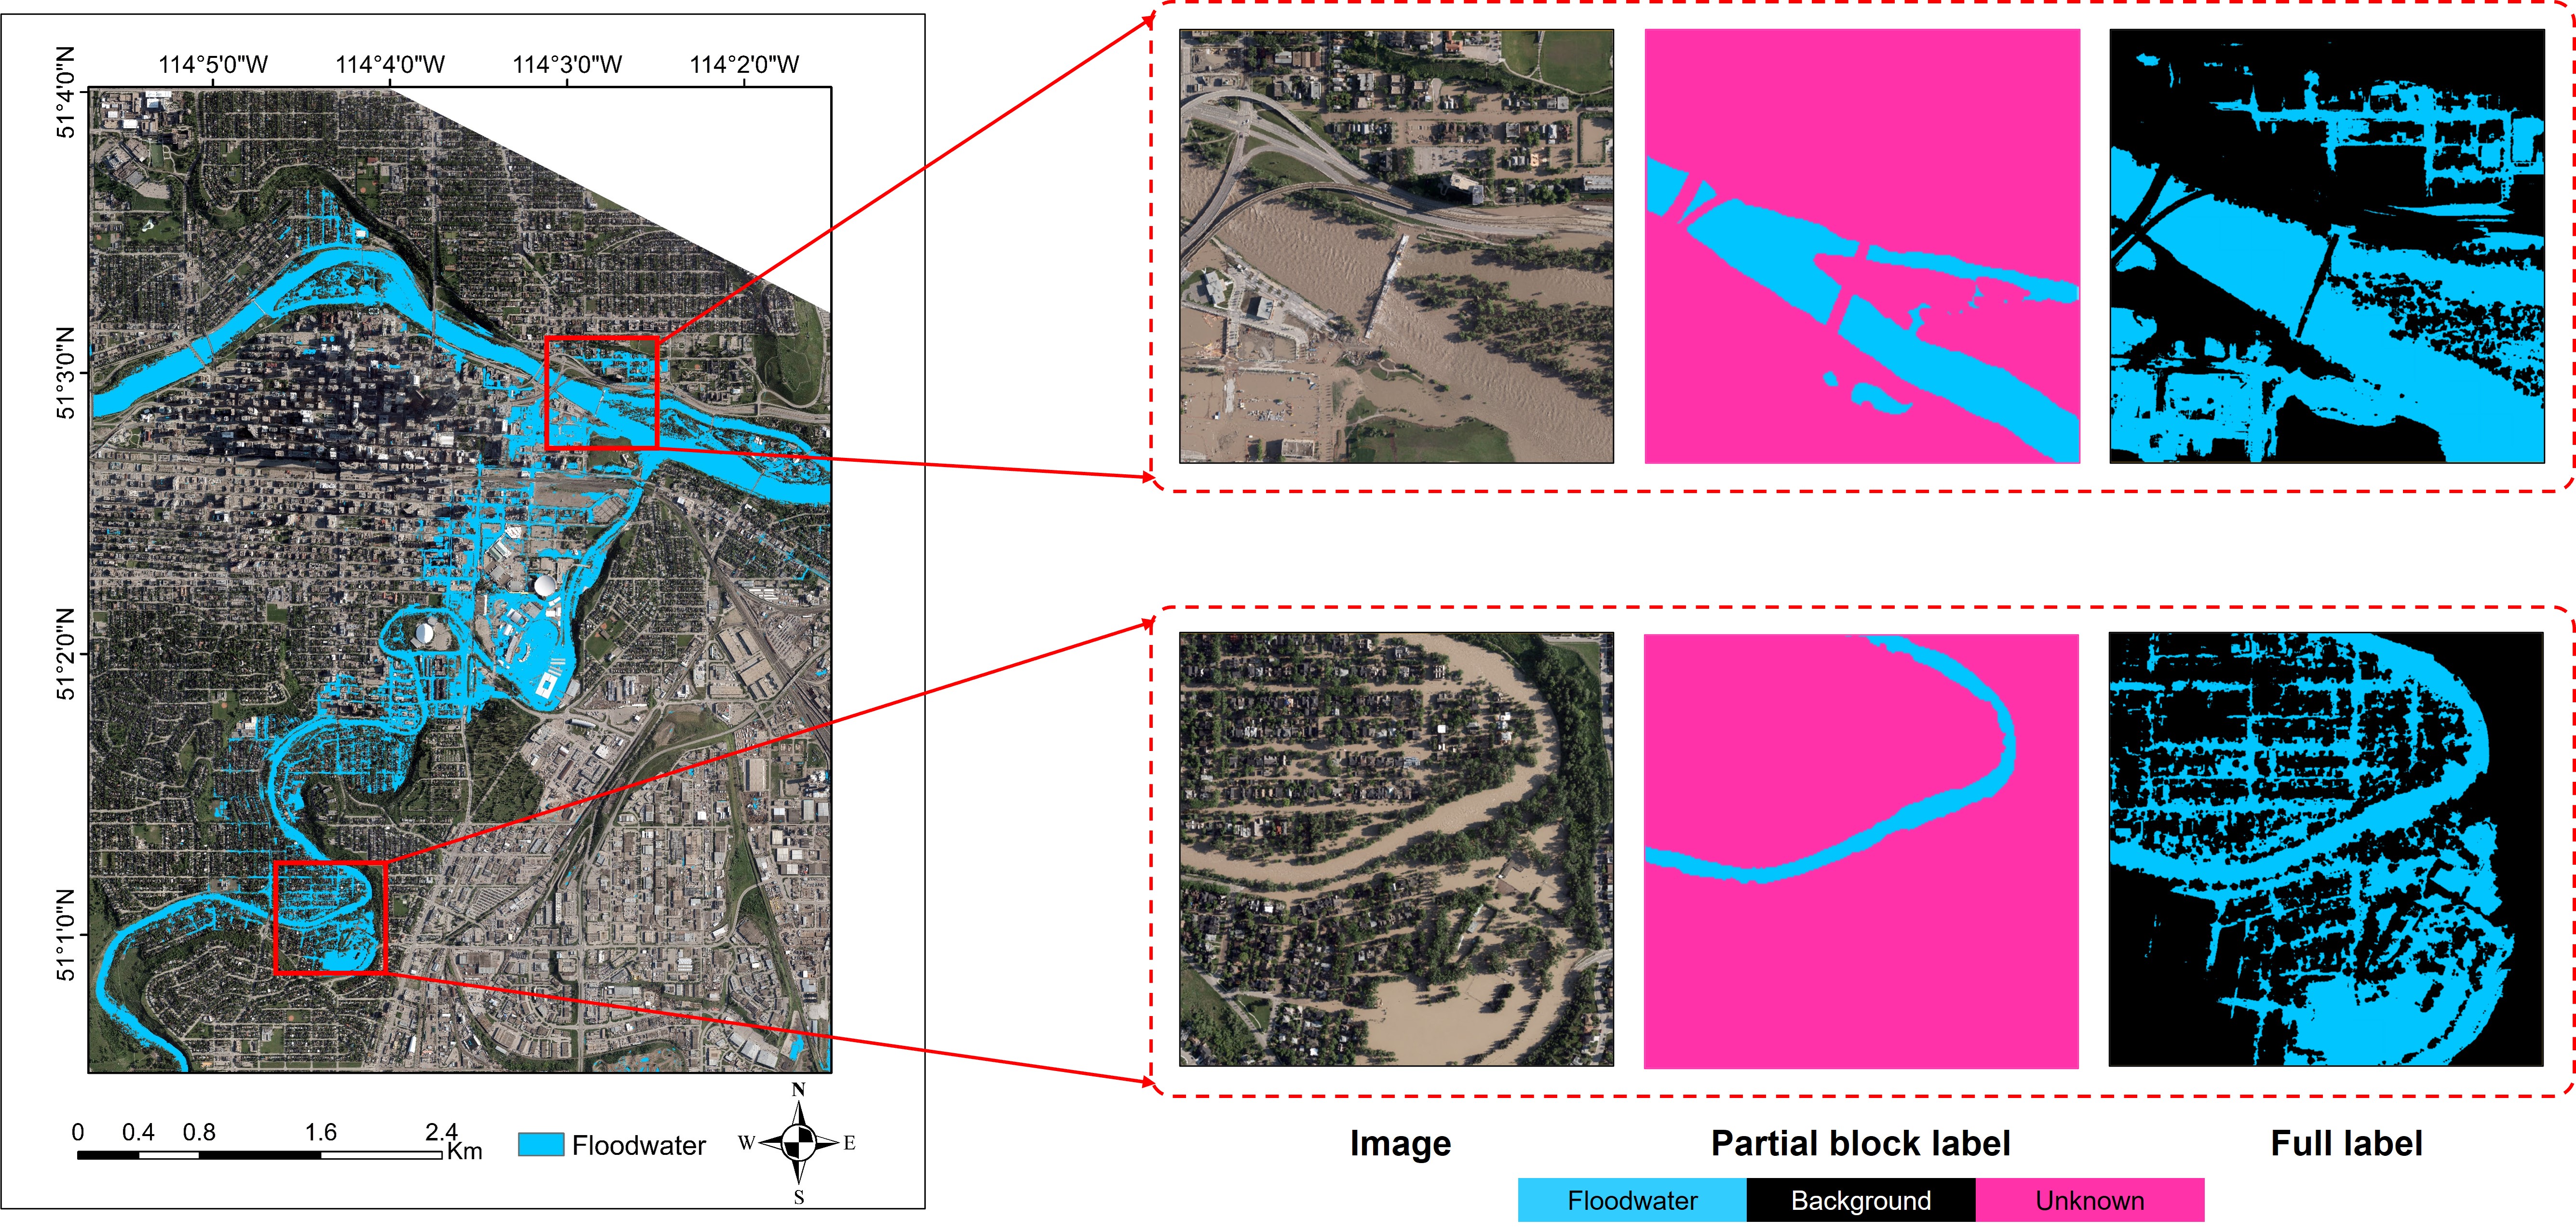 114°5'0"W 114°4'0"W 114°3'0"W 114°2'0"W
51°4'0"N
51°3'0"N
51°2'0"N
51°1'0"N
0 0.4 0.8 1.6 2.4
Km
Floodwater
N
W E
S
Image Partial block label Full label
Floodwater Background Unknown